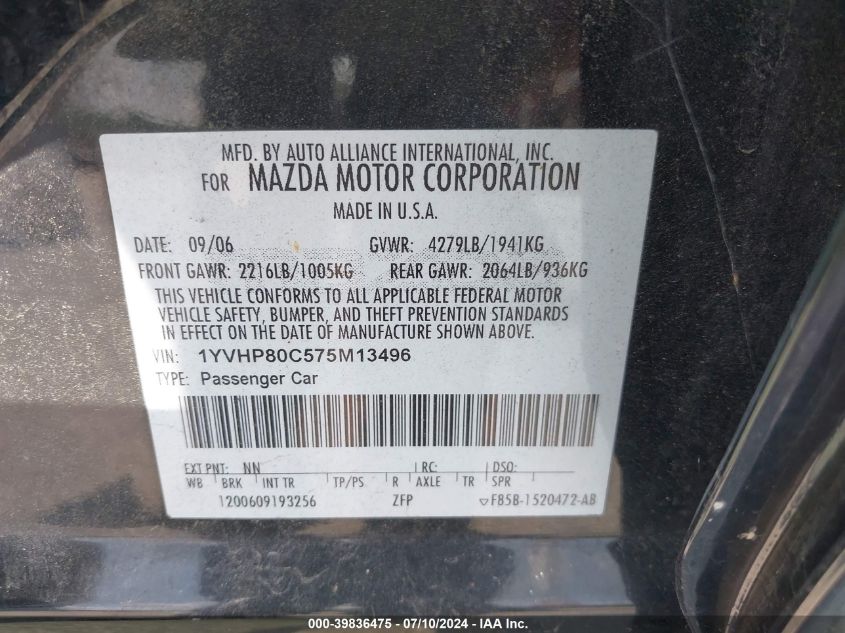 MFD. BY AUTO ALLIANCE INTERNATIONAL, INC.
FOR MAZDA MOTOR CORPORATION
MADE IN U.S.A.
DATE: 09/06 GVWR: 4279LB/1941KG
FRONT GAWR: 2216LB/1005KG REAR GAWR: 2064LB/936KG
THIS VEHICLE CONFORMS TO ALL APPLICABLE FEDERAL MOTOR
VEHICLE SAFETY, BUMPER, AND THEFT PREVENTION STANDARDS
IN EFFECT ON THE DATE OF MANUFACTURE SHOWN.
VIN: 1YVHP80C575M13496
TYPE: Passenger Car
EXT PNT: NN RC: DSO:
WB BRK INT TR TP/PS R AXLE TR SPR
1200609193256 ZFP F85B-1520472-AB
000-39836475 - 07/10/2024 - IAA Inc.